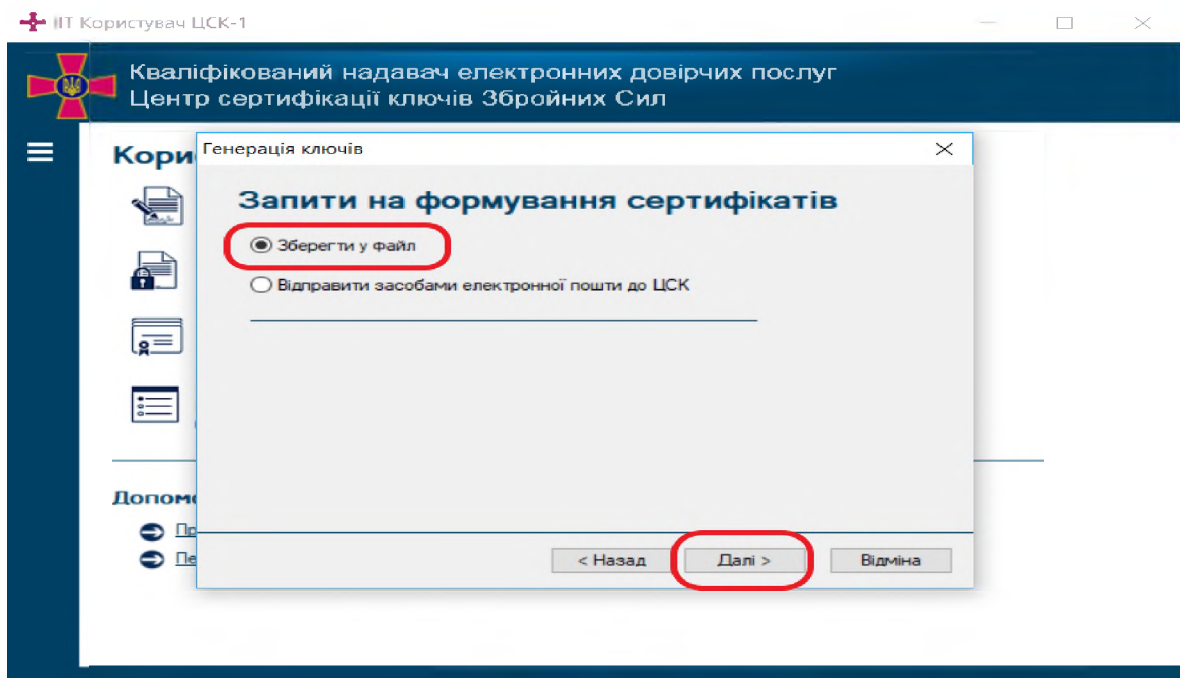 ІІТ Користувач ЦСК-1
Кваліфікований надавач електронних довірчих послуг
Центр сертифікації ключів Збройних Сил
Генерація ключів
Запити на формування сертифікатів
Зберегти у файл
Відправити засобами електронної пошти до ЦСК
< Назад
Далі >
Відміна